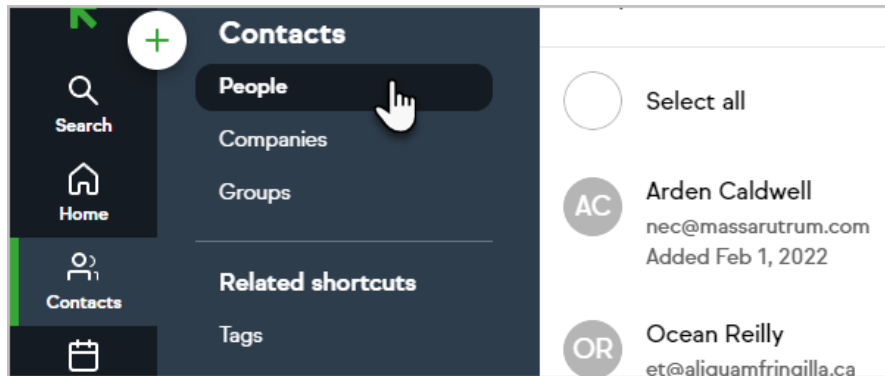 Search
Home
Contacts
Contacts
People
Companies
Groups
Related shortcuts
Tags
Select all
AC
Arden Caldwell
nec@massarutrum.com
Added Feb 1, 2022
OR
Ocean Reilly
et@aliquamfringilla.ca